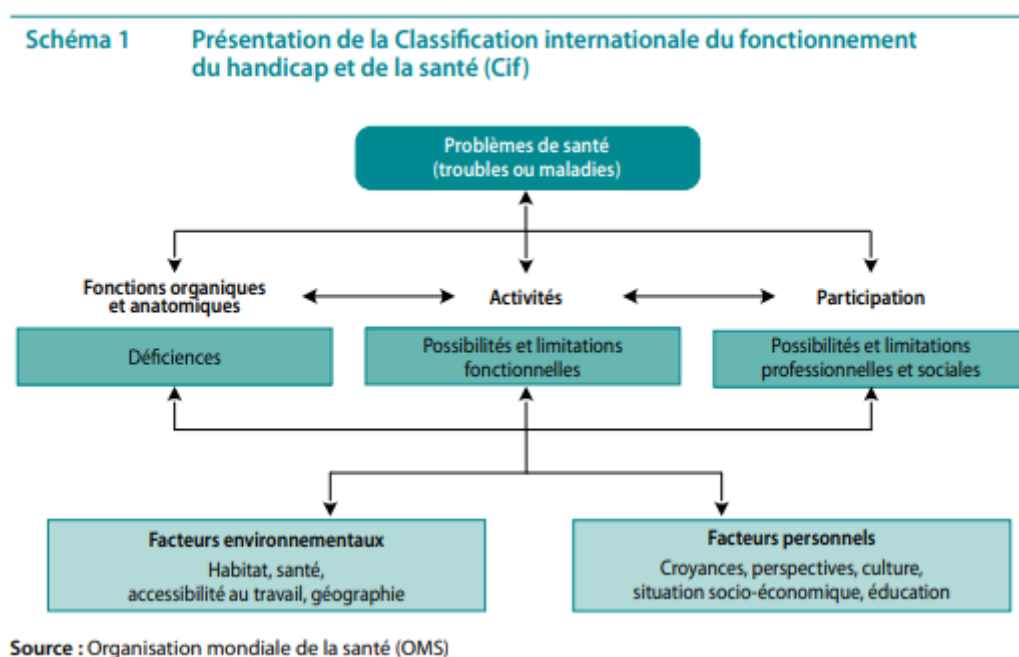 Schéma 1 Présentation de la Classification internationale du fonctionnement
du handicap et de la santé (Cif)
Problèmes de santé
(troubles ou maladies)
Fonctions organiques
et anatomiques
Activités
Participation
Déficiences
Possibilités et limitations
fonctionnelles
Possibilités et limitations
professionnelles et sociales
Facteurs environnementaux
Habitat, santé,
accessibilité au travail, géographie
Facteurs personnels
Croyances, perspectives, culture,
situation socio-économique, éducation
Source : Organisation mondiale de la santé (OMS)